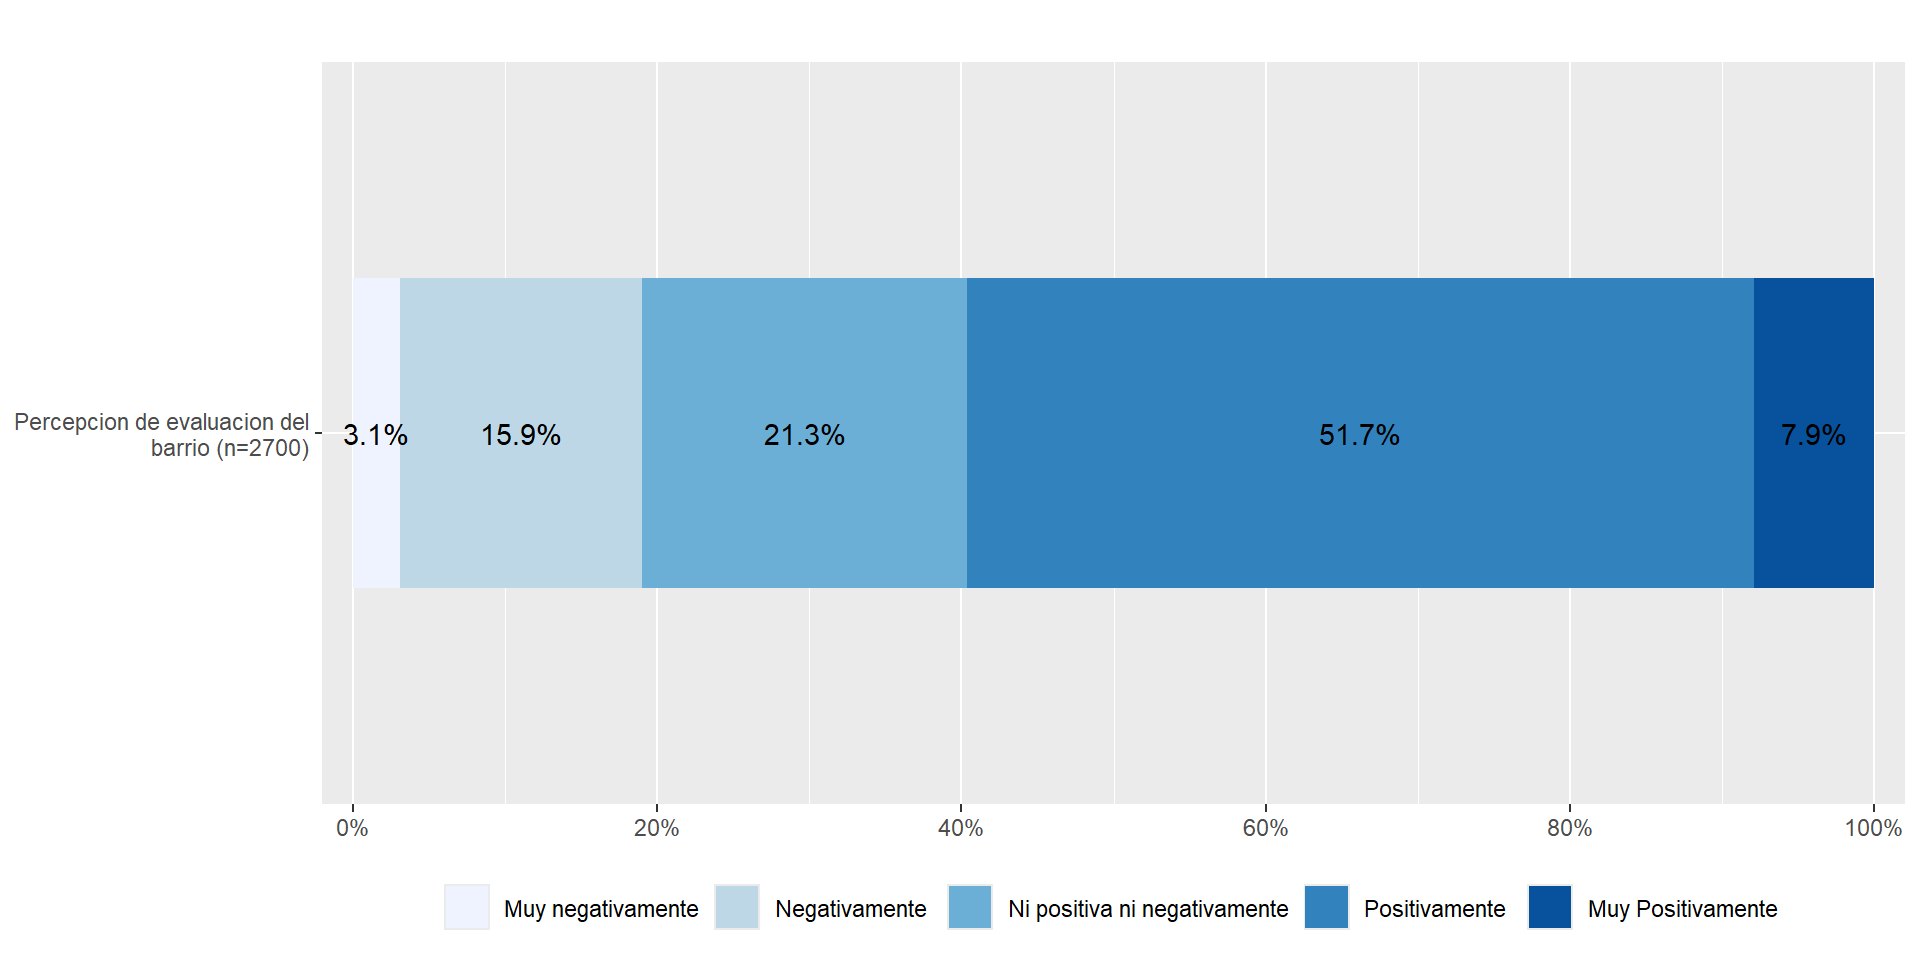 Percepcion de evaluacion del
barrio (n=2700)
3.1% 15.9% 21.3% 51.7% 7.9%
0% 20% 40% 60% 80% 100%
Muy negativamente Negativamente Ni positiva ni negativamente Positivamente Muy Positivamente